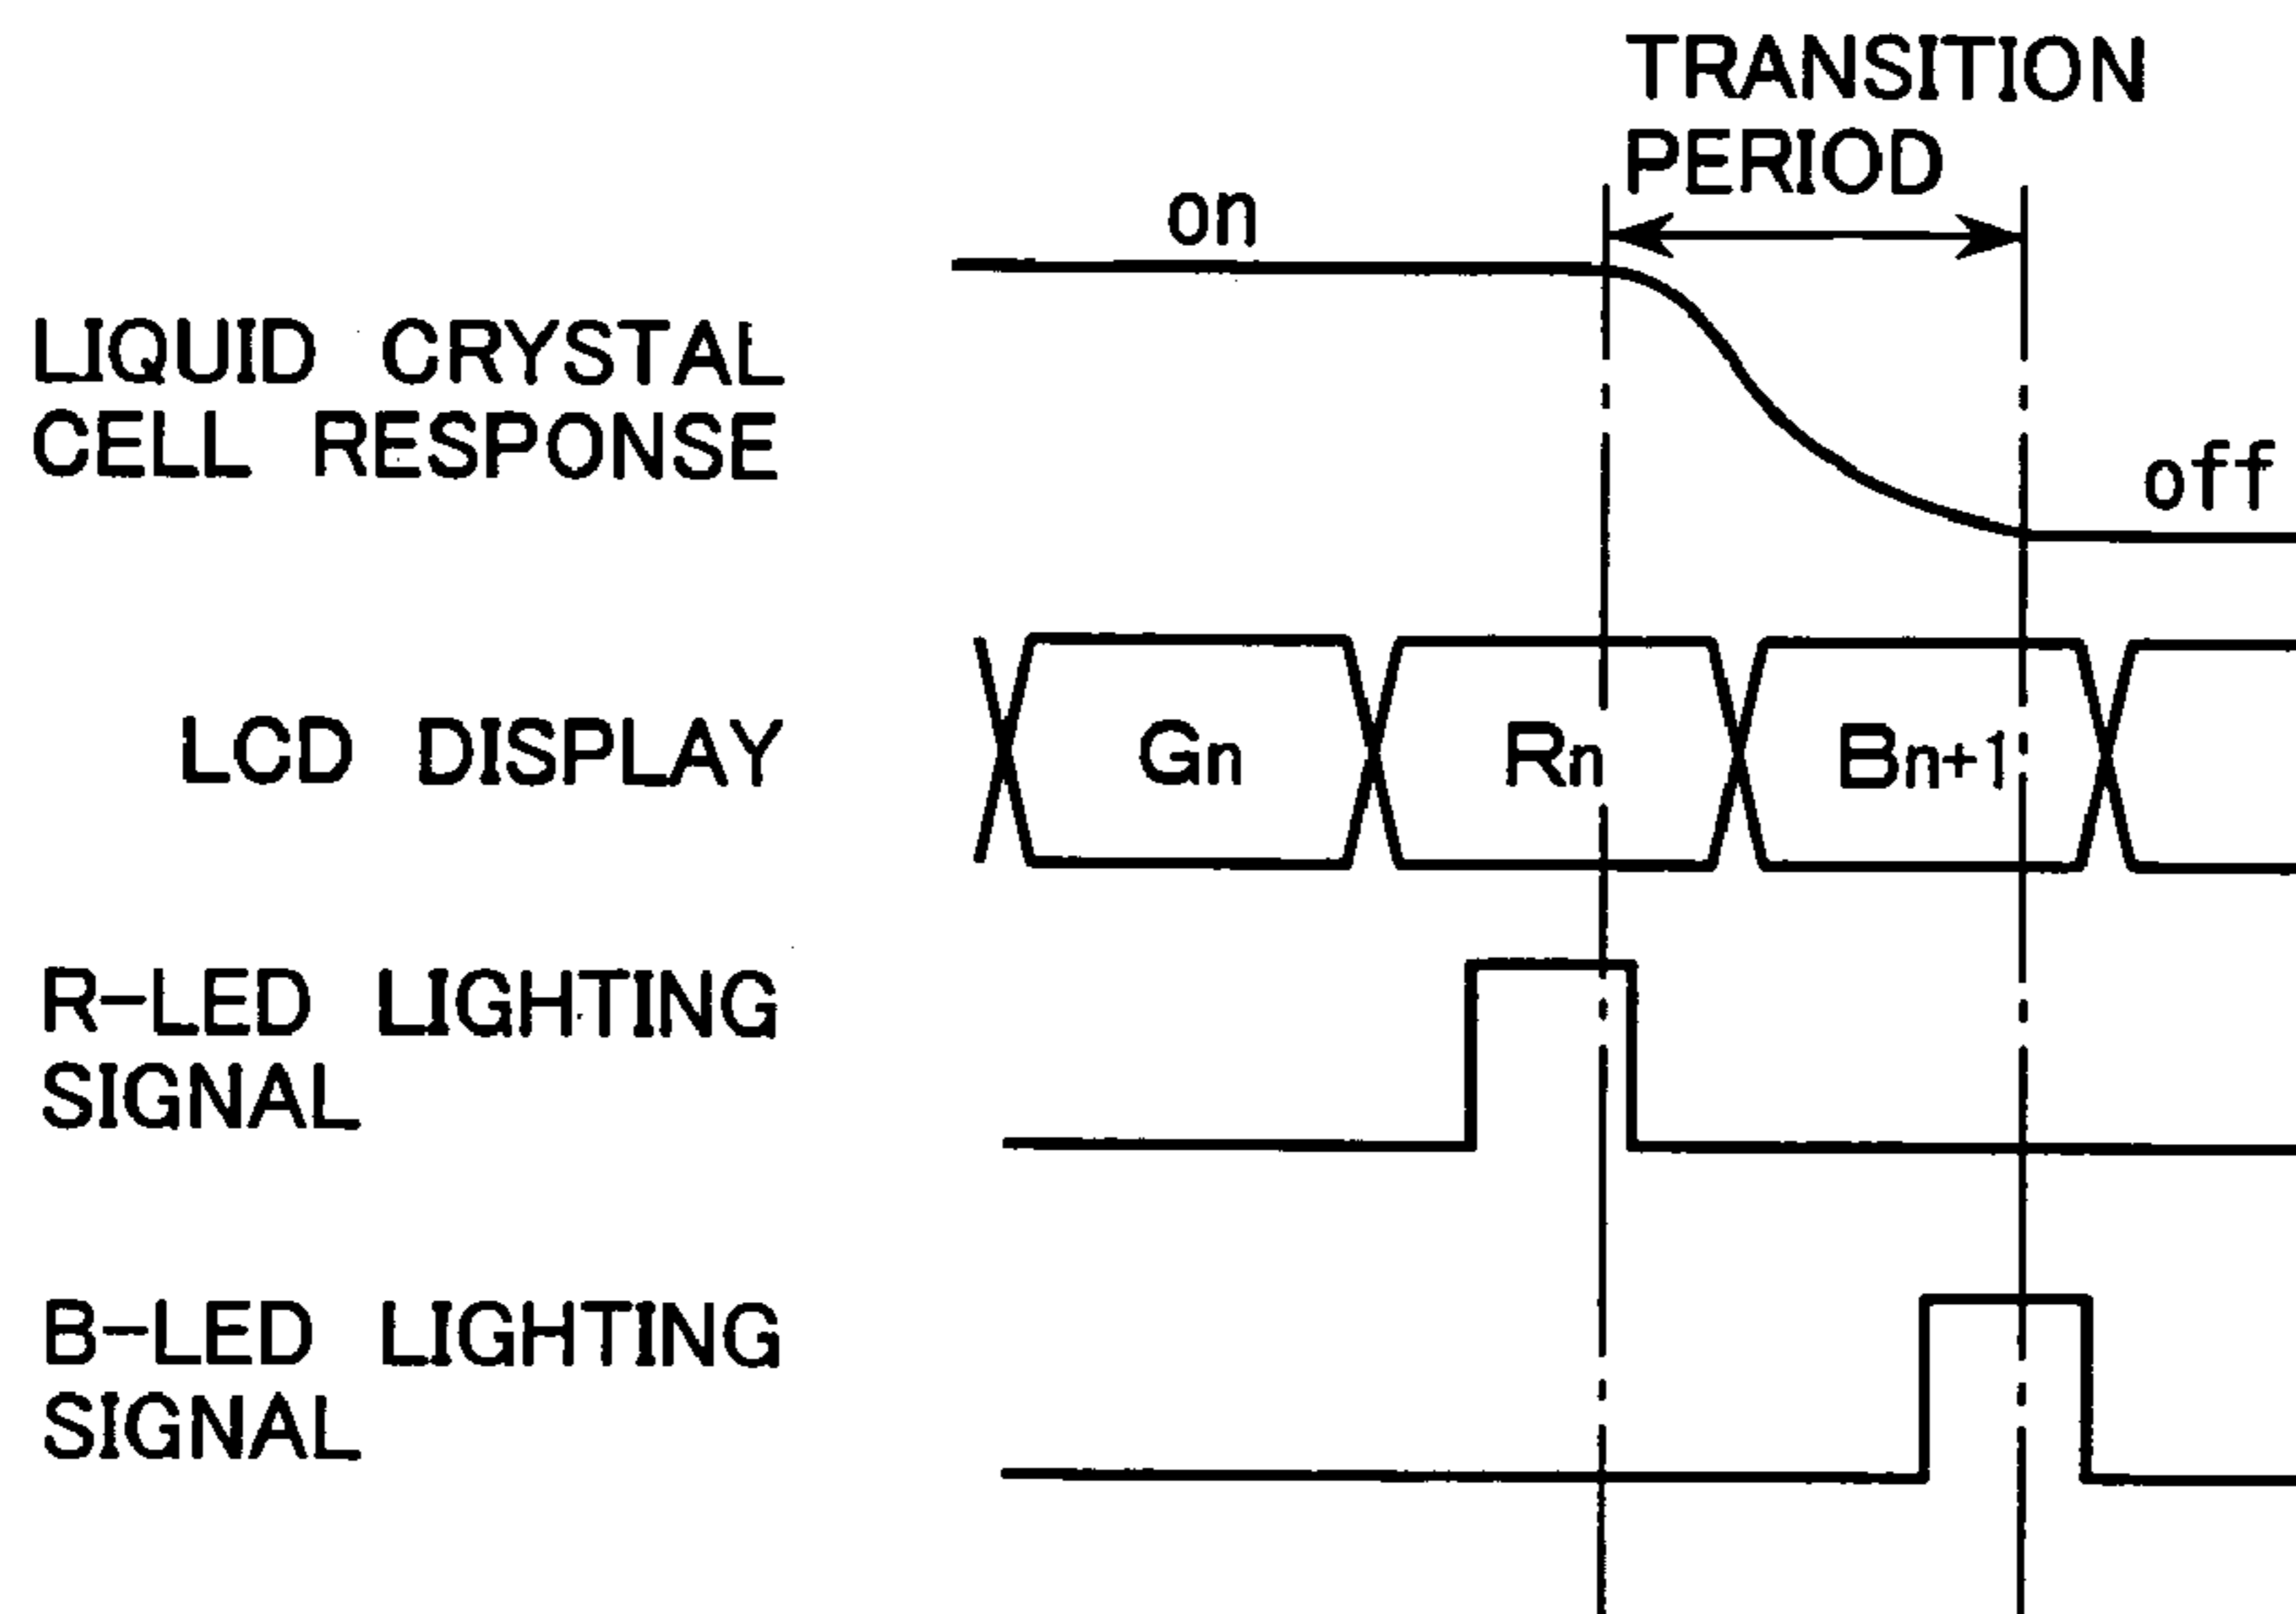 TRANSITION
PERIOD
on
LIQUID CRYSTAL
CELL RESPONSE
off
LCD DISPLAY
Gn
Rn
Bn+1
R-LED LIGHTING
SIGNAL
B-LED LIGHTING
SIGNAL